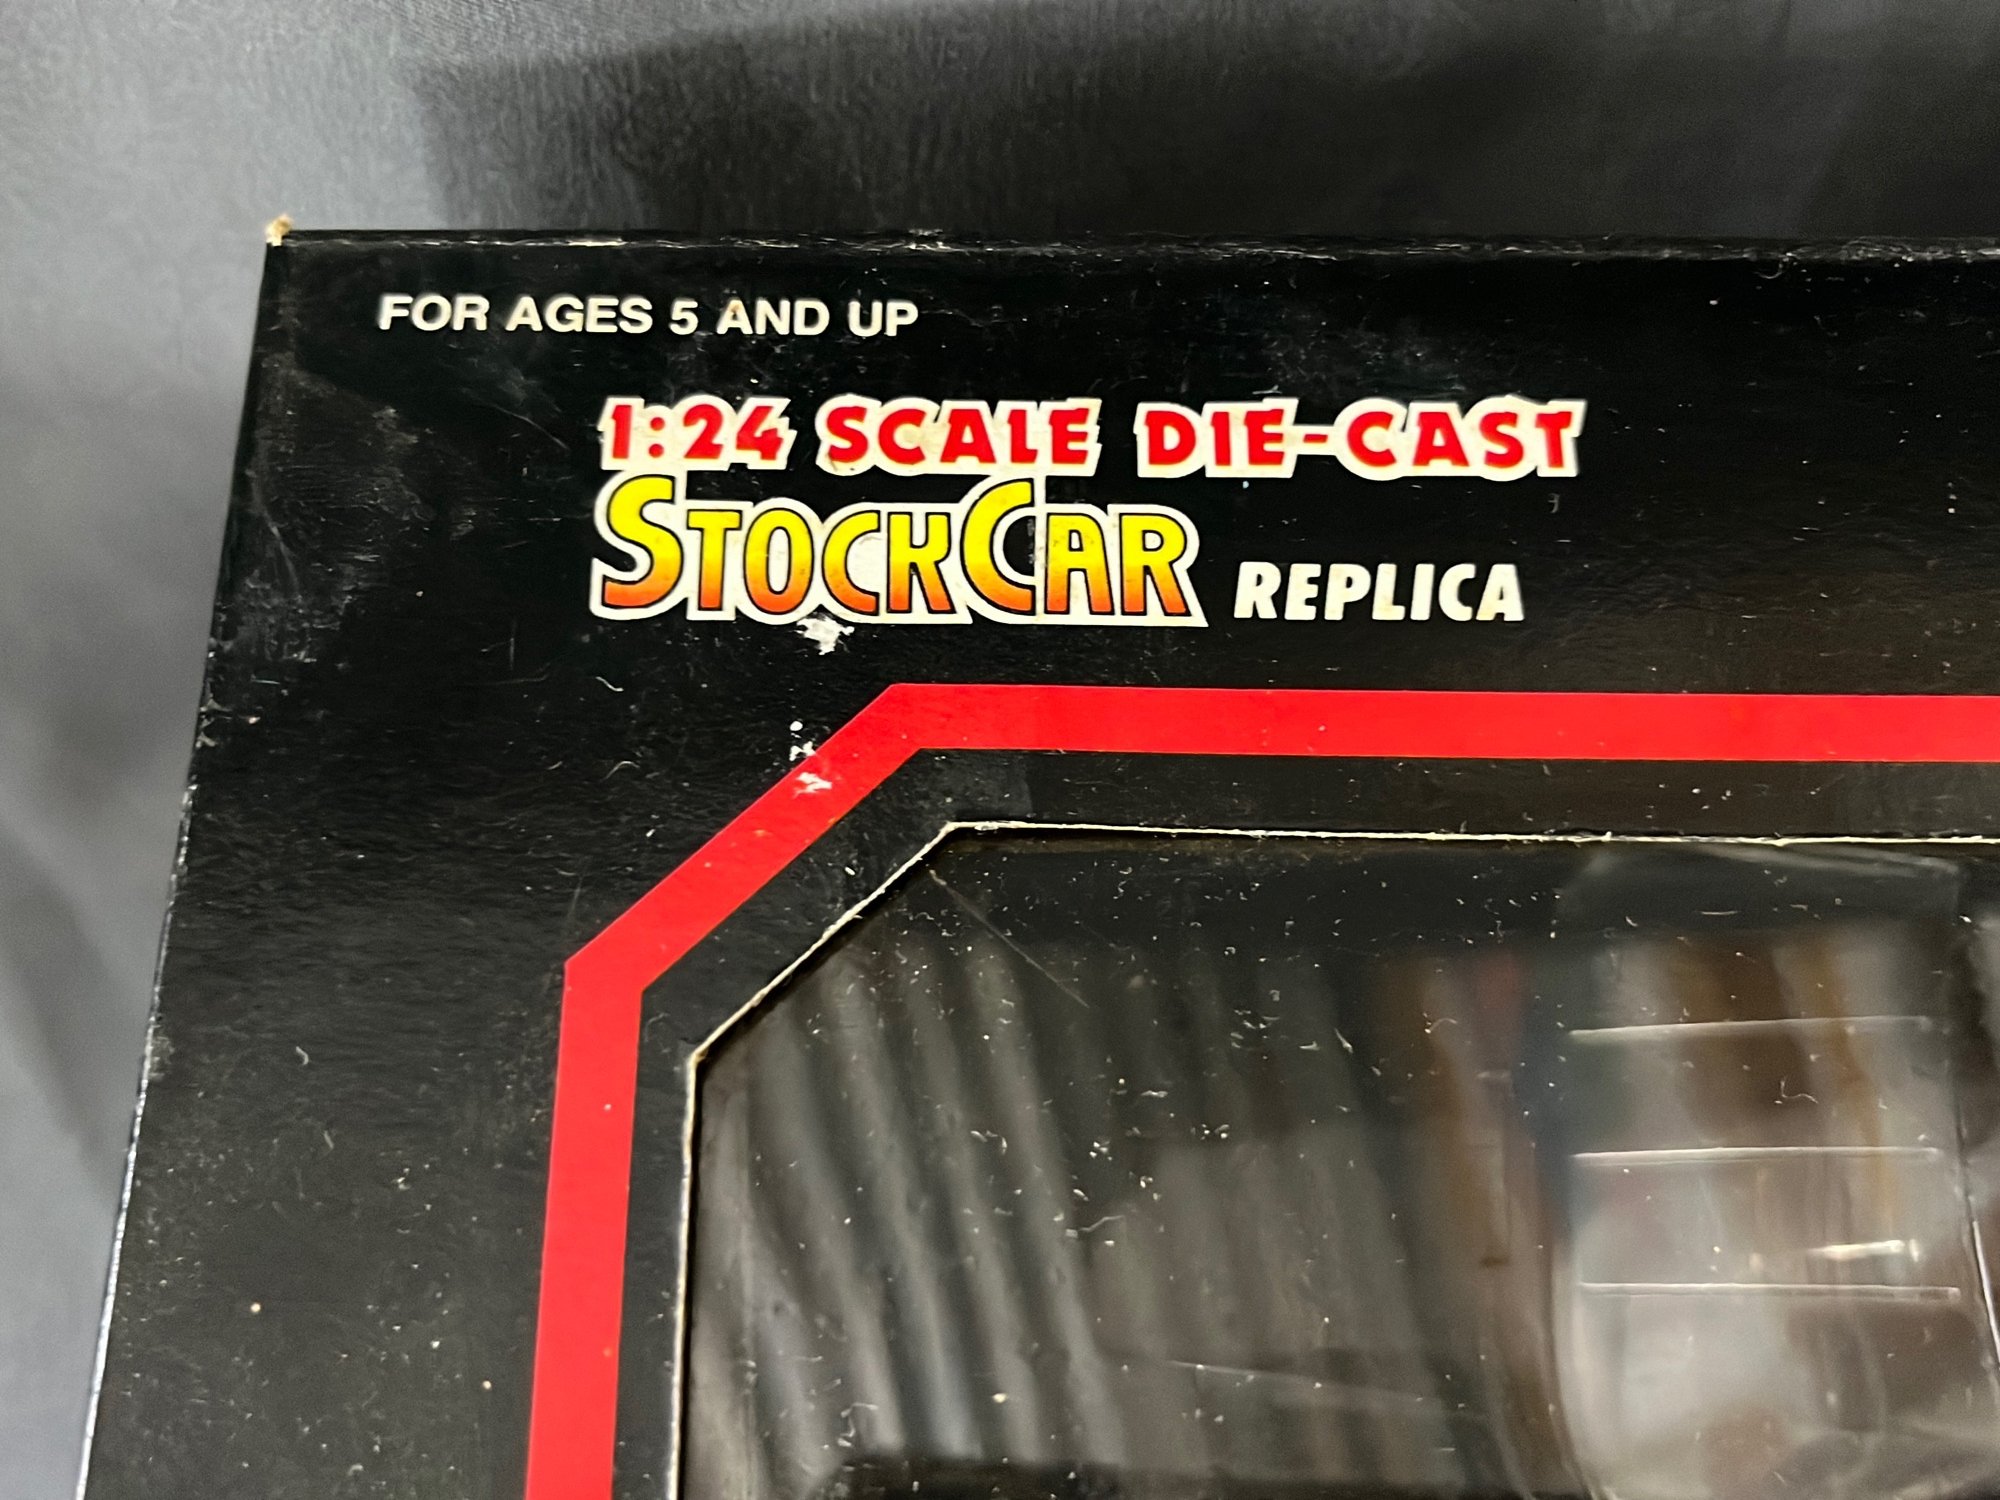 FOR AGES 5 AND UP
1:24 SCALE DIE-CAST
STOCKCAR REPLICA